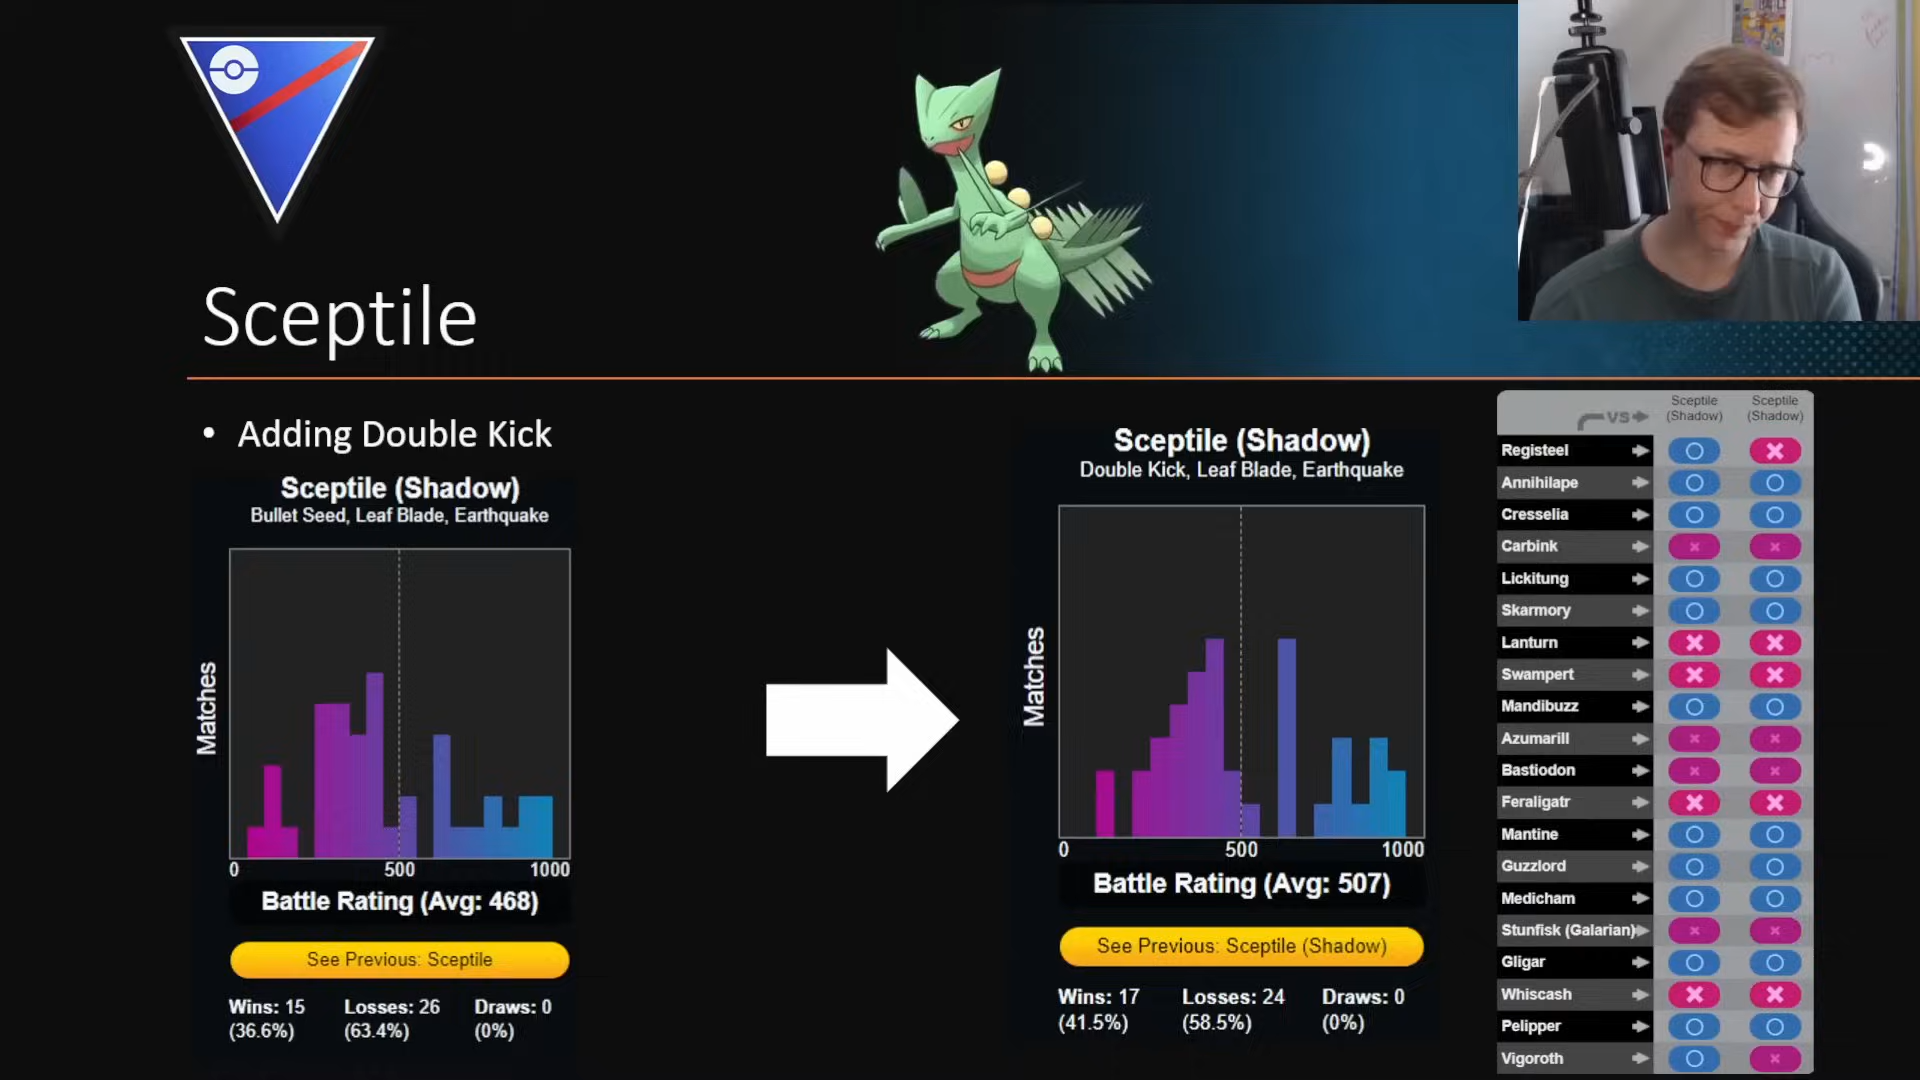 Sceptile
• Adding Double Kick
Sceptile (Shadow)
Bullet Seed, Leaf Blade, Earthquake
Matches
0 500 1000
Battle Rating (Avg: 468)
See Previous: Sceptile
Wins: 15 Losses: 26 Draws: 0
(36.6%) (63.4%) (0%)
Sceptile (Shadow)
Double Kick, Leaf Blade, Earthquake
Matches
0 500 1000
Battle Rating (Avg: 507)
See Previous: Sceptile (Shadow)
Wins: 17 Losses: 24 Draws: 0
(41.5%) (58.5%) (0%)
VS
Sceptile Sceptile
(Shadow) (Shadow)
Registeel
Annihilape
Cresselia
Carbink
Lickitung
Skarmory
Lanturn
Swampert
Mandibuzz
Azumarill
Bastiodon
Feraligatr
Mantine
Guzzlord
Medicham
Stunfisk (Galarian)
Gligar
Whiscash
Pelipper
Vigoroth